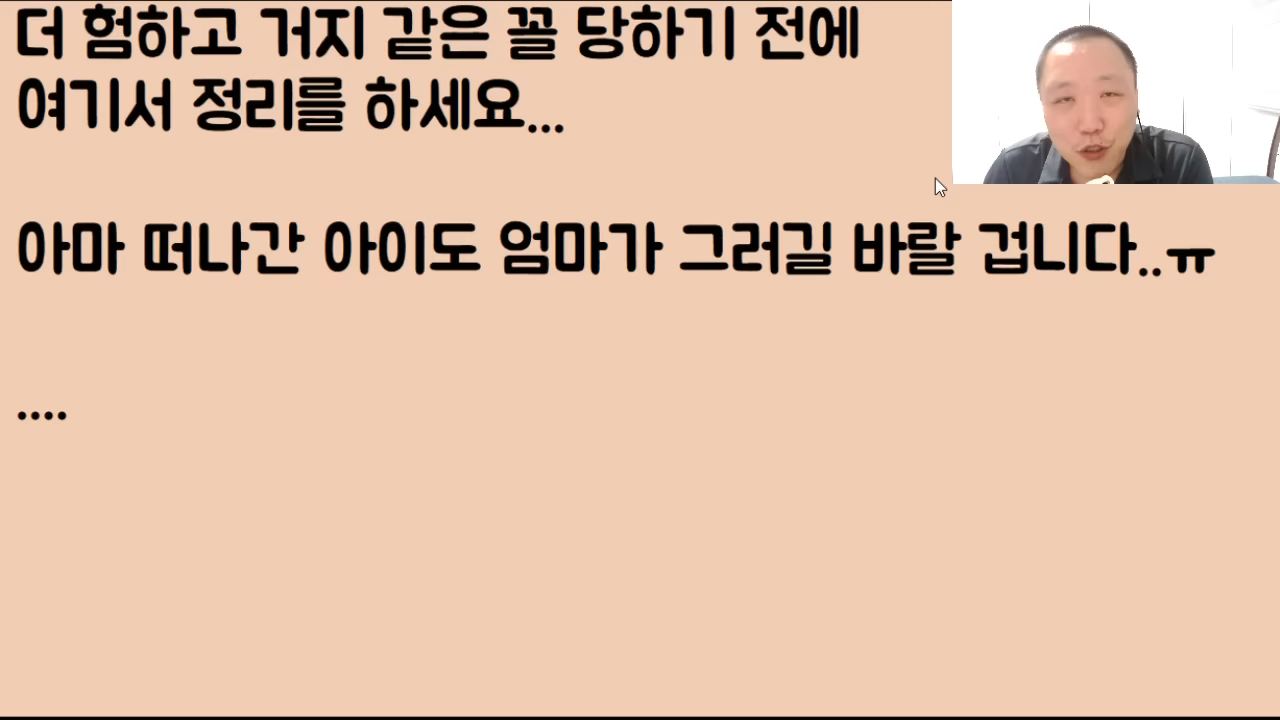 더 험하고 거지 같은 꼴 당하기 전에
여기서 정리를 하세요...
아마 떠나간 아이도 엄마가 그러길 바랄 겁니다..ㅠ
....